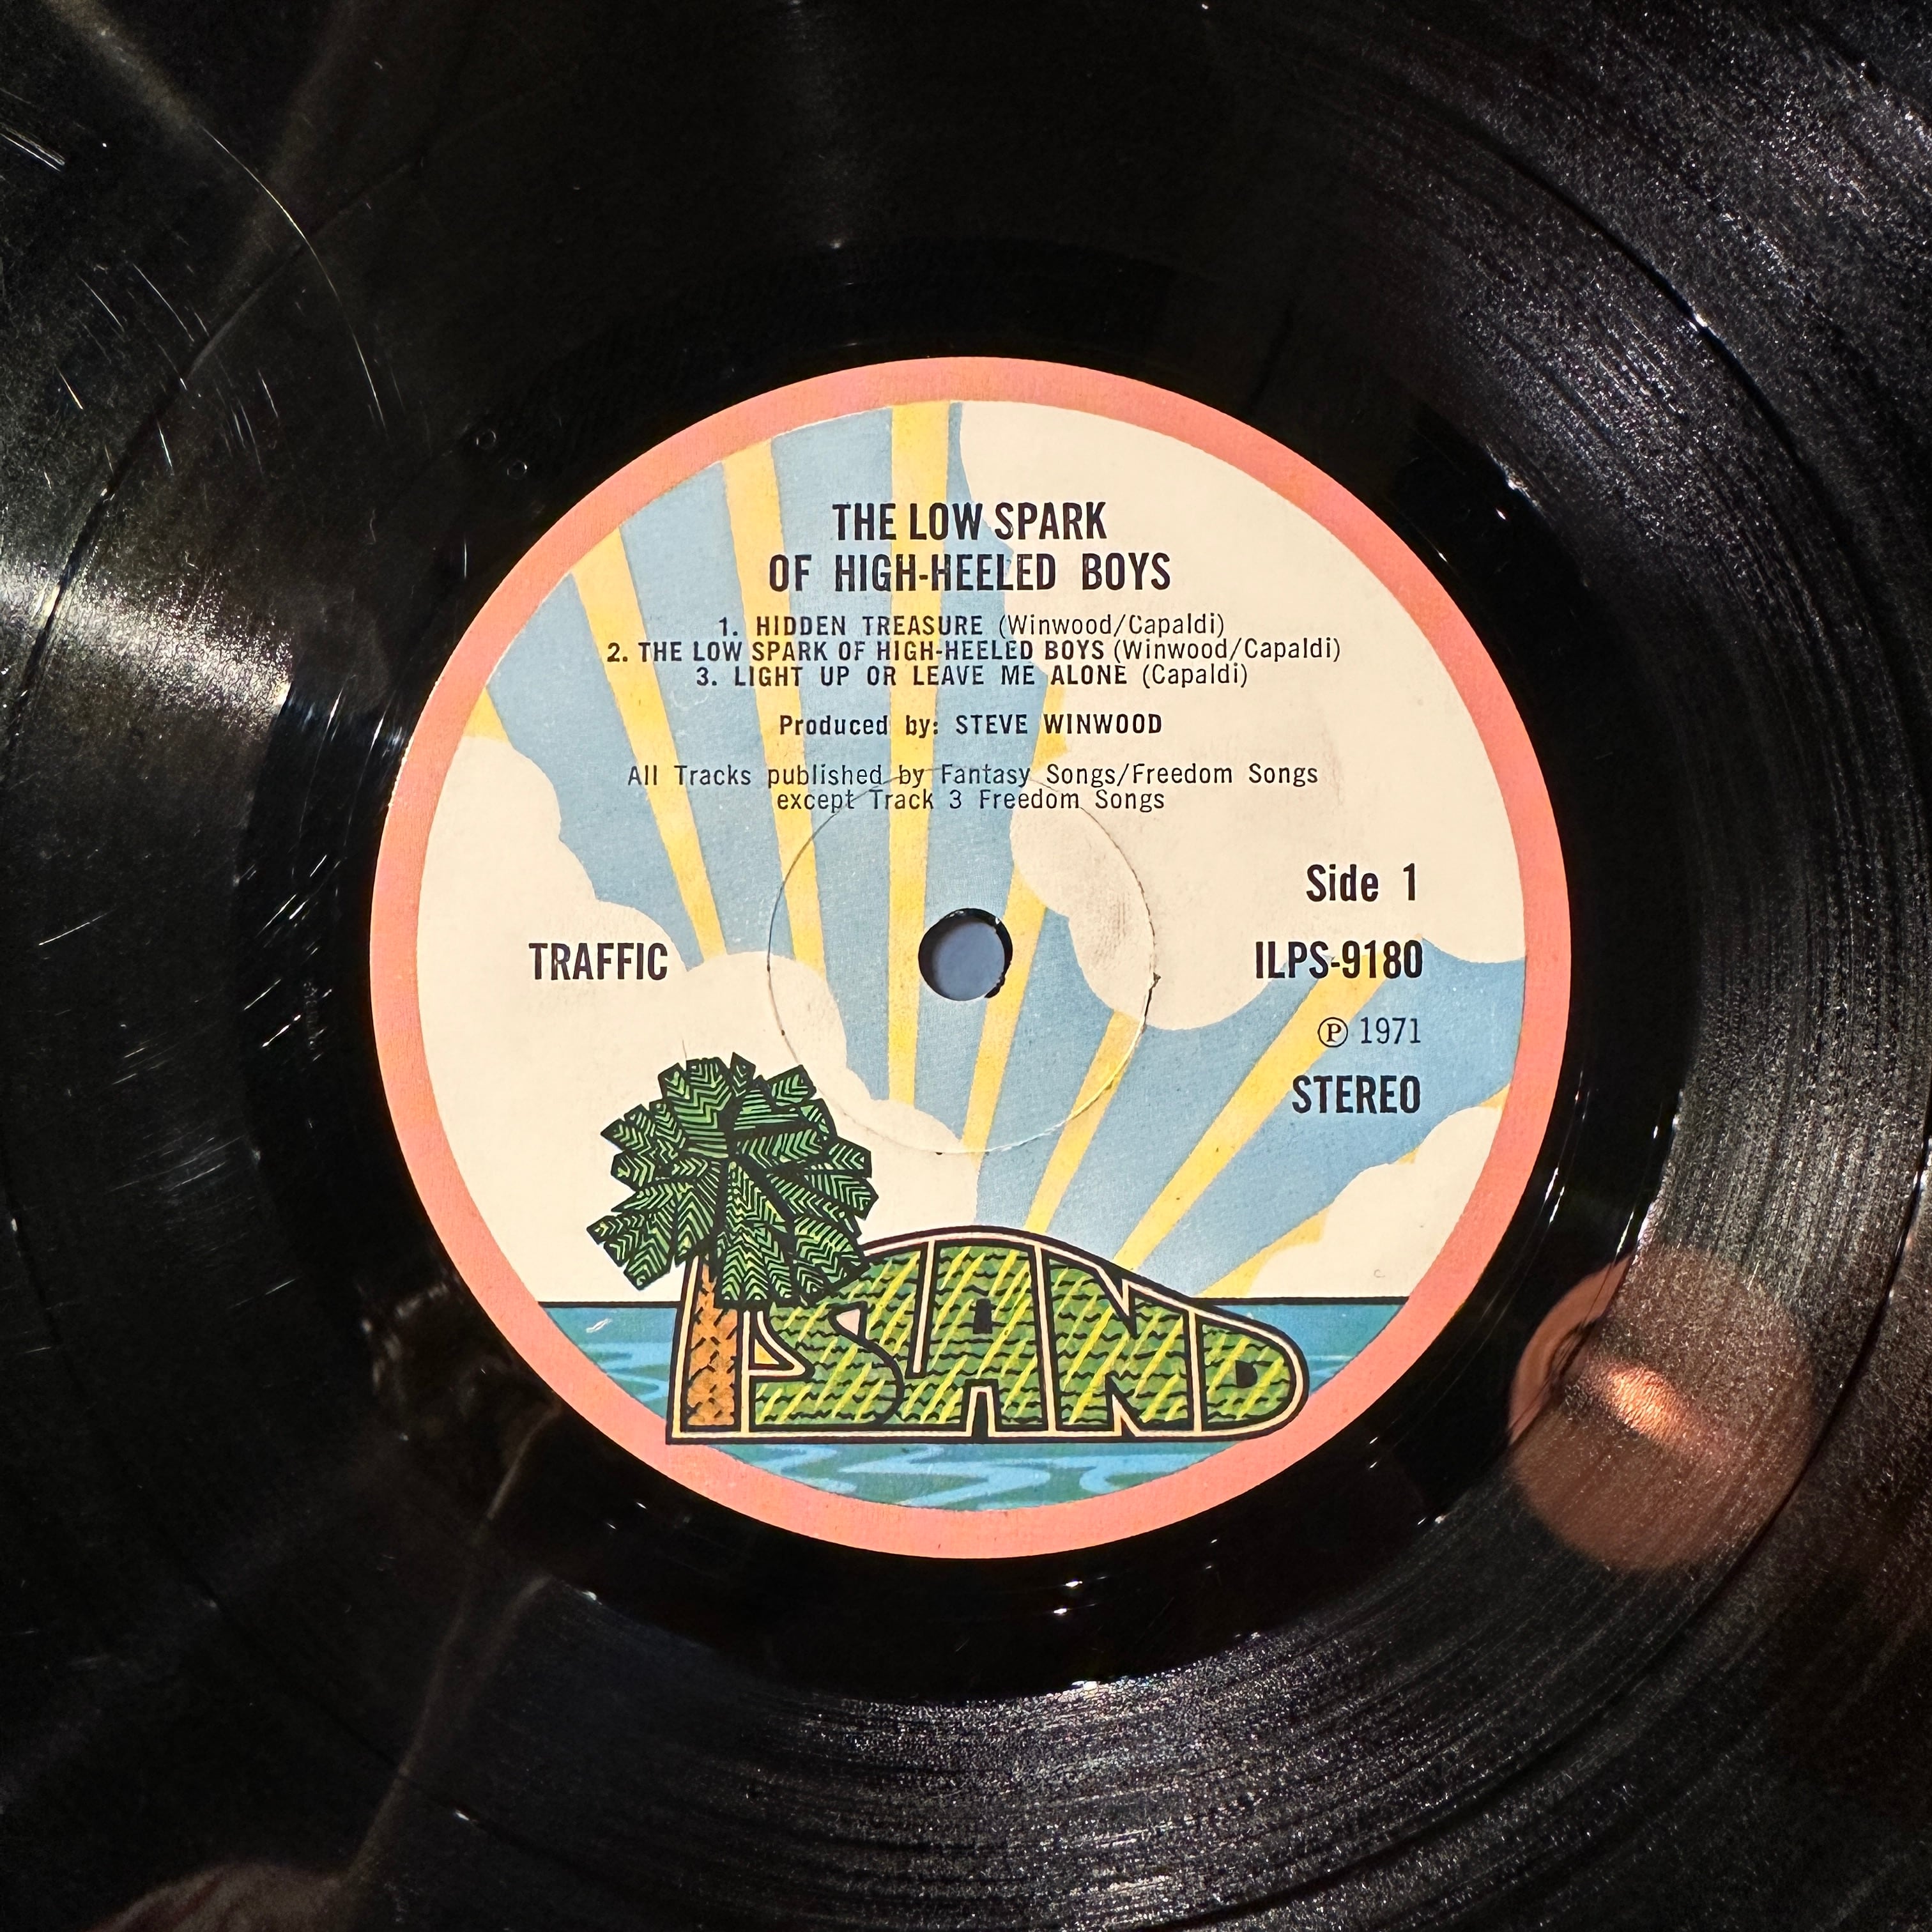 THE LOW SPARK
OF HIGH-HEELED BOYS
1. HIDDEN TREASURE (Winwood/Capaldi)
2. THE LOW SPARK OF HIGH-HEELED BOYS (Winwood/Capaldi)
3. LIGHT UP OR LEAVE ME ALONE (Capaldi)
Produced by: STEVE WINWOOD
All Tracks published by Fantasy Songs/Freedom Songs
except Track 3 Freedom Songs
Side 1
TRAFFIC
ILPS-9180
℗ 1971
STEREO
ISLAND